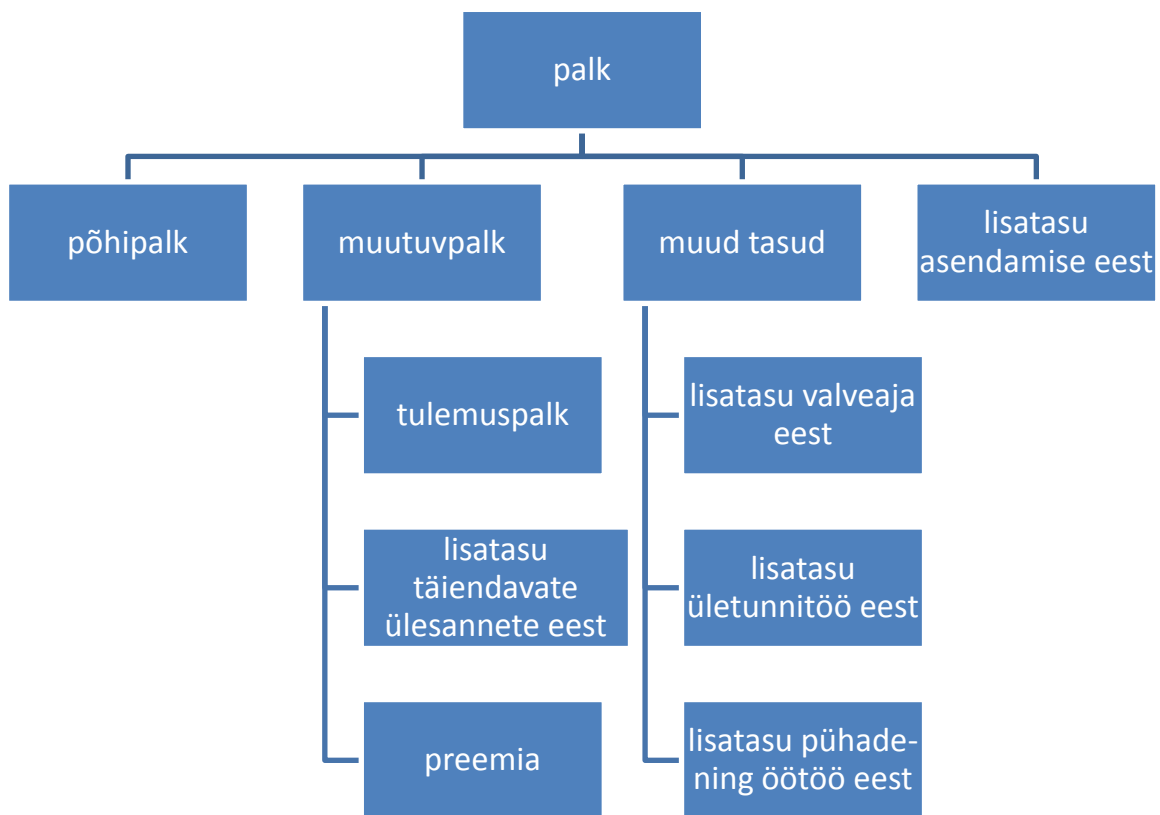 palk
põhipalk
muutuvpalk
muud tasud
lisatasu
asendamise eest
tulemuspalk
lisatasu valveaja
eest
lisatasu
täiendavate
ülesannete eest
lisatasu
ületunnitöö eest
preemia
lisatasu pühade-
ning öötöö eest